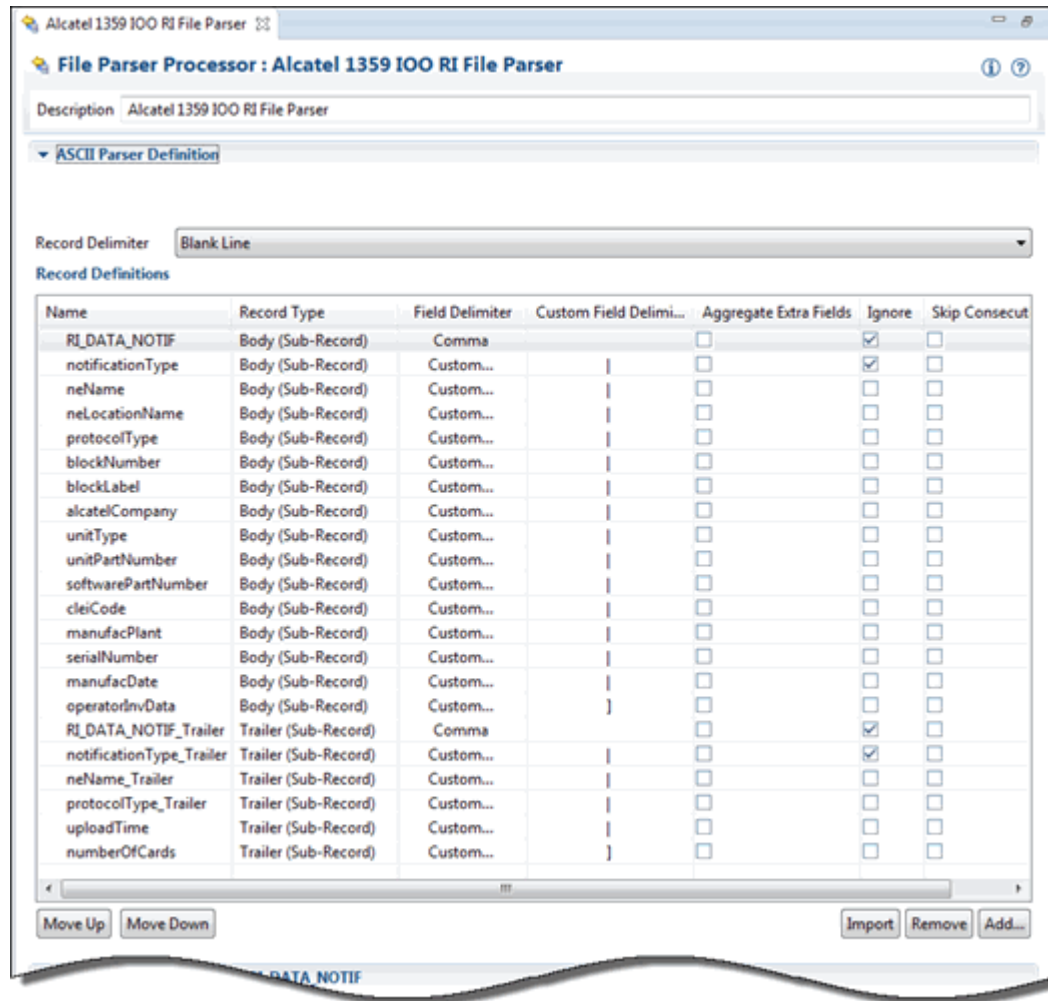 Alcatel 1359 IOO RI File Parser
File Parser Processor : Alcatel 1359 IOO RI File Parser
Description Alcatel 1359 IOO RI File Parser
ASCII Parser Definition
Record Delimiter Blank Line
Record Definitions
Name Record Type Field Delimiter Custom Field Delimi... Aggregate Extra Fields Ignore Skip Consecut
RI_DATA_NOTIF Body (Sub-Record) Comma
notificationType Body (Sub-Record) Custom... |
neName Body (Sub-Record) Custom... |
neLocationName Body (Sub-Record) Custom... |
protocolType Body (Sub-Record) Custom... |
blockNumber Body (Sub-Record) Custom... |
blockLabel Body (Sub-Record) Custom... |
alcatelCompany Body (Sub-Record) Custom... |
unitType Body (Sub-Record) Custom... |
unitPartNumber Body (Sub-Record) Custom... |
softwarePartNumber Body (Sub-Record) Custom... |
cleiCode Body (Sub-Record) Custom... |
manufacPlant Body (Sub-Record) Custom... |
serialNumber Body (Sub-Record) Custom... |
manufacDate Body (Sub-Record) Custom... |
operatorInvData Body (Sub-Record) Custom... ]
RI_DATA_NOTIF_Trailer Trailer (Sub-Record) Comma
notificationType_Trailer Trailer (Sub-Record) Custom... |
neName_Trailer Trailer (Sub-Record) Custom... |
protocolType_Trailer Trailer (Sub-Record) Custom... |
uploadTime Trailer (Sub-Record) Custom... |
numberOfCards Trailer (Sub-Record) Custom... ]
Move Up Move Down Import Remove Add...
DATA_NOTIF